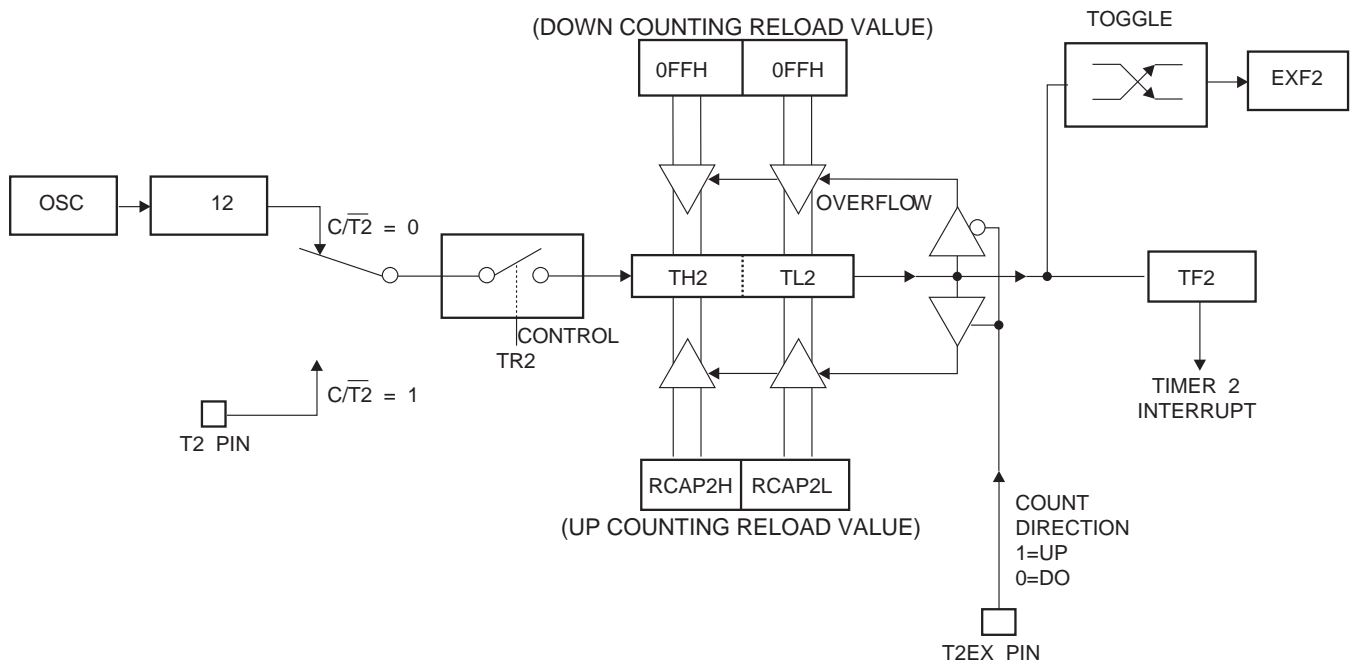 (DOWN COUNTING RELOAD VALUE)
TOGGLE
0FFH 0FFH
EXF2
OSC
12
OVERFLOW
C/T2̅ = 0
TH2 TL2
TF2
CONTROL
TR2
C/T2̅ = 1
T2 PIN
TIMER 2
INTERRUPT
RCAP2H RCAP2L
(UP COUNTING RELOAD VALUE)
COUNT
DIRECTION
1=UP
0=DO
T2EX PIN